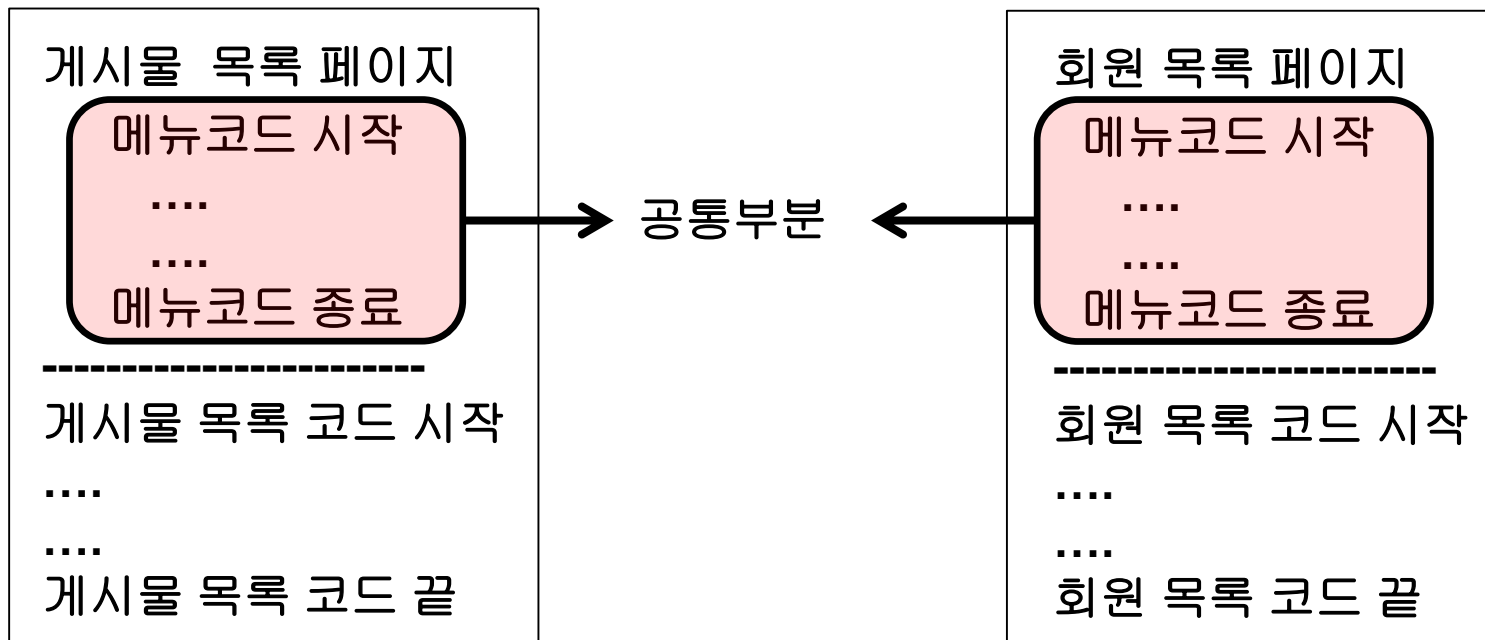 게시물 목록 페이지
메뉴코드 시작
....
....
메뉴코드 종료
------------------------
게시물 목록 코드 시작
....
....
게시물 목록 코드 끝
공통부분
회원 목록 페이지
메뉴코드 시작
....
....
메뉴코드 종료
------------------------
회원 목록 코드 시작
....
....
회원 목록 코드 끝